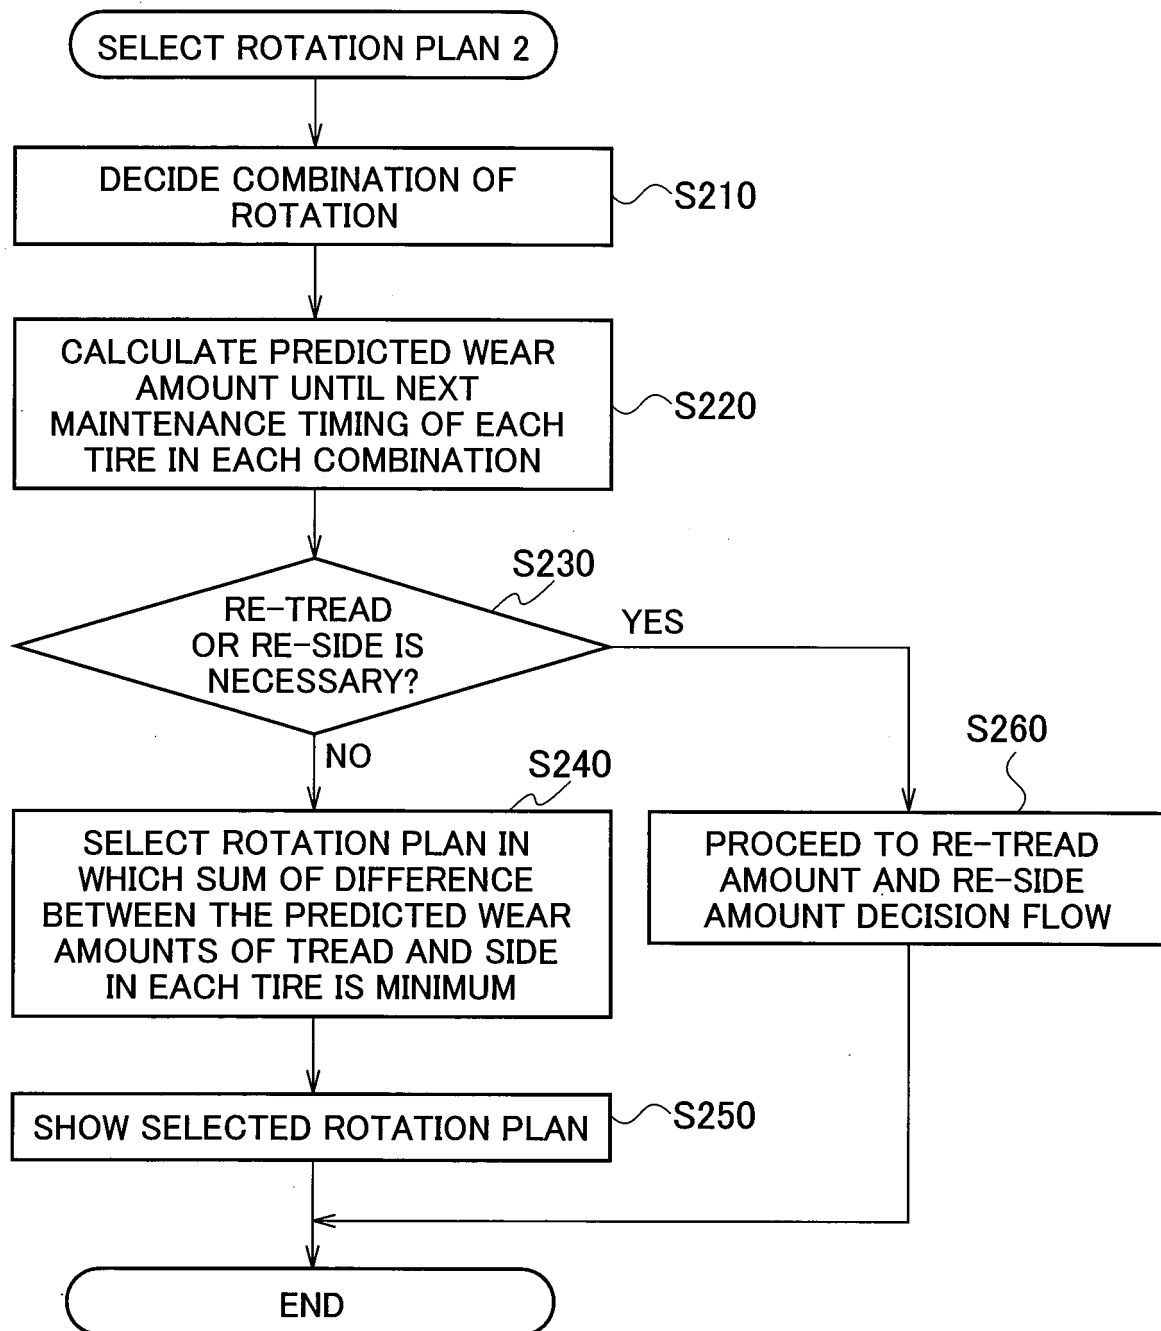 SELECT ROTATION PLAN 2
DECIDE COMBINATION OF
ROTATION
S210
CALCULATE PREDICTED WEAR
AMOUNT UNTIL NEXT
MAINTENANCE TIMING OF EACH
TIRE IN EACH COMBINATION
S220
S230
RE-TREAD
OR RE-SIDE IS
NECESSARY?
YES
NO
S240
SELECT ROTATION PLAN IN
WHICH SUM OF DIFFERENCE
BETWEEN THE PREDICTED WEAR
AMOUNTS OF TREAD AND SIDE
IN EACH TIRE IS MINIMUM
S260
PROCEED TO RE-TREAD
AMOUNT AND RE-SIDE
AMOUNT DECISION FLOW
SHOW SELECTED ROTATION PLAN
S250
END